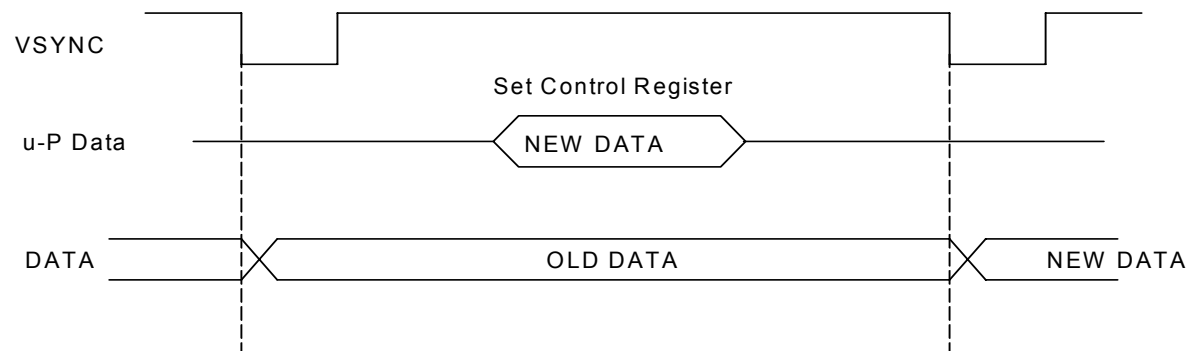 VSYNC
Set Control Register
u-P Data
NEW DATA
DATA
OLD DATA
NEW DATA